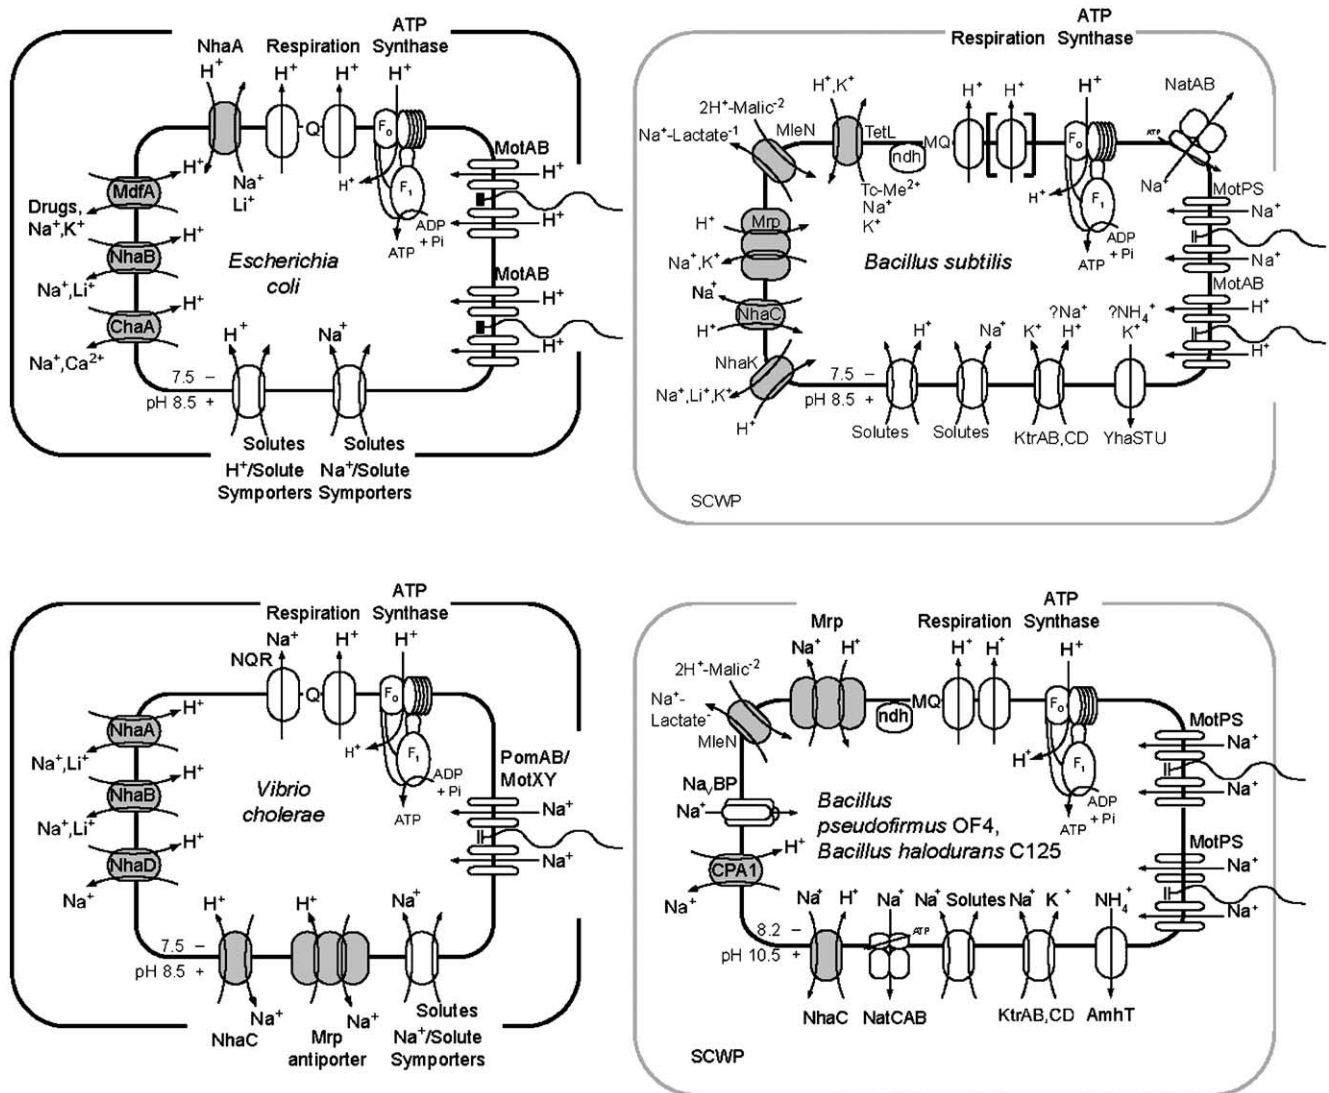 NhaA
Respiration
ATP
Synthase
H⁺
H⁺
H⁺
H⁺
Q
F₀
F₁
H⁺
Na⁺
Li⁺
ADP
+ Pi
ATP
MdfA
H⁺
Drugs,
Na⁺,K⁺
NhaB
H⁺
Na⁺,Li⁺
ChaA
H⁺
Na⁺,Ca²⁺
Escherichia
coli
MotAB
H⁺
H⁺
MotAB
H⁺
H⁺
7.5 –
pH 8.5 +
H⁺
Na⁺
Solutes
Solutes
H⁺/Solute
Symporters
Na⁺/Solute
Symporters
ATP
Respiration Synthase
2H⁺-Malic⁻²
Na⁺-Lactate⁻¹
MleN
H⁺,K⁺
TetL
Tc-Me²⁺
Na⁺
K⁺
ndh
MQ
H⁺
H⁺
H⁺
F₀
F₁
H⁺
ADP
+ Pi
ATP
NatAB
ATP
Na⁺
Mrp
H⁺
Na⁺,K⁺
Na⁺
NhaC
H⁺
NhaK
Na⁺,Li⁺,K⁺
H⁺
Bacillus subtilis
MotPS
Na⁺
Na⁺
MotAB
H⁺
H⁺
7.5 –
pH 8.5 +
H⁺
Na⁺
K⁺
?Na⁺
H⁺
?NH₄⁺
K⁺
Solutes
Solutes
KtrAB,CD
YhaSTU
SCWP
Respiration
ATP
Synthase
Na⁺
NQR
H⁺
H⁺
Q
F₀
F₁
H⁺
ADP
+ Pi
ATP
NhaA
H⁺
Na⁺,Li⁺
NhaB
H⁺
Na⁺,Li⁺
NhaD
H⁺
Na⁺
Vibrio
cholerae
PomAB/
MotXY
Na⁺
Na⁺
7.5 –
pH 8.5 +
H⁺
H⁺
Na⁺
Na⁺
NhaC
Na⁺
Mrp
antiporter
Solutes
Na⁺/Solute
Symporters
Mrp
Respiration
ATP
Synthase
2H⁺-Malic⁻²
Na⁺-
Lactate⁻
MleN
Na⁺
H⁺
ndh
MQ
H⁺
H⁺
H⁺
F₀
F₁
H⁺
ADP
+ Pi
ATP
NaᵥBP
Na⁺
CPA1
H⁺
Na⁺
Bacillus
pseudofirmus OF4,
Bacillus halodurans C125
MotPS
Na⁺
Na⁺
MotPS
Na⁺
Na⁺
8.2 –
pH 10.5 +
Na⁺
H⁺
Na⁺
ATP
Na⁺
Solutes
Na⁺
K⁺
NH₄⁺
NhaC
NatCAB
KtrAB,CD
AmhT
SCWP